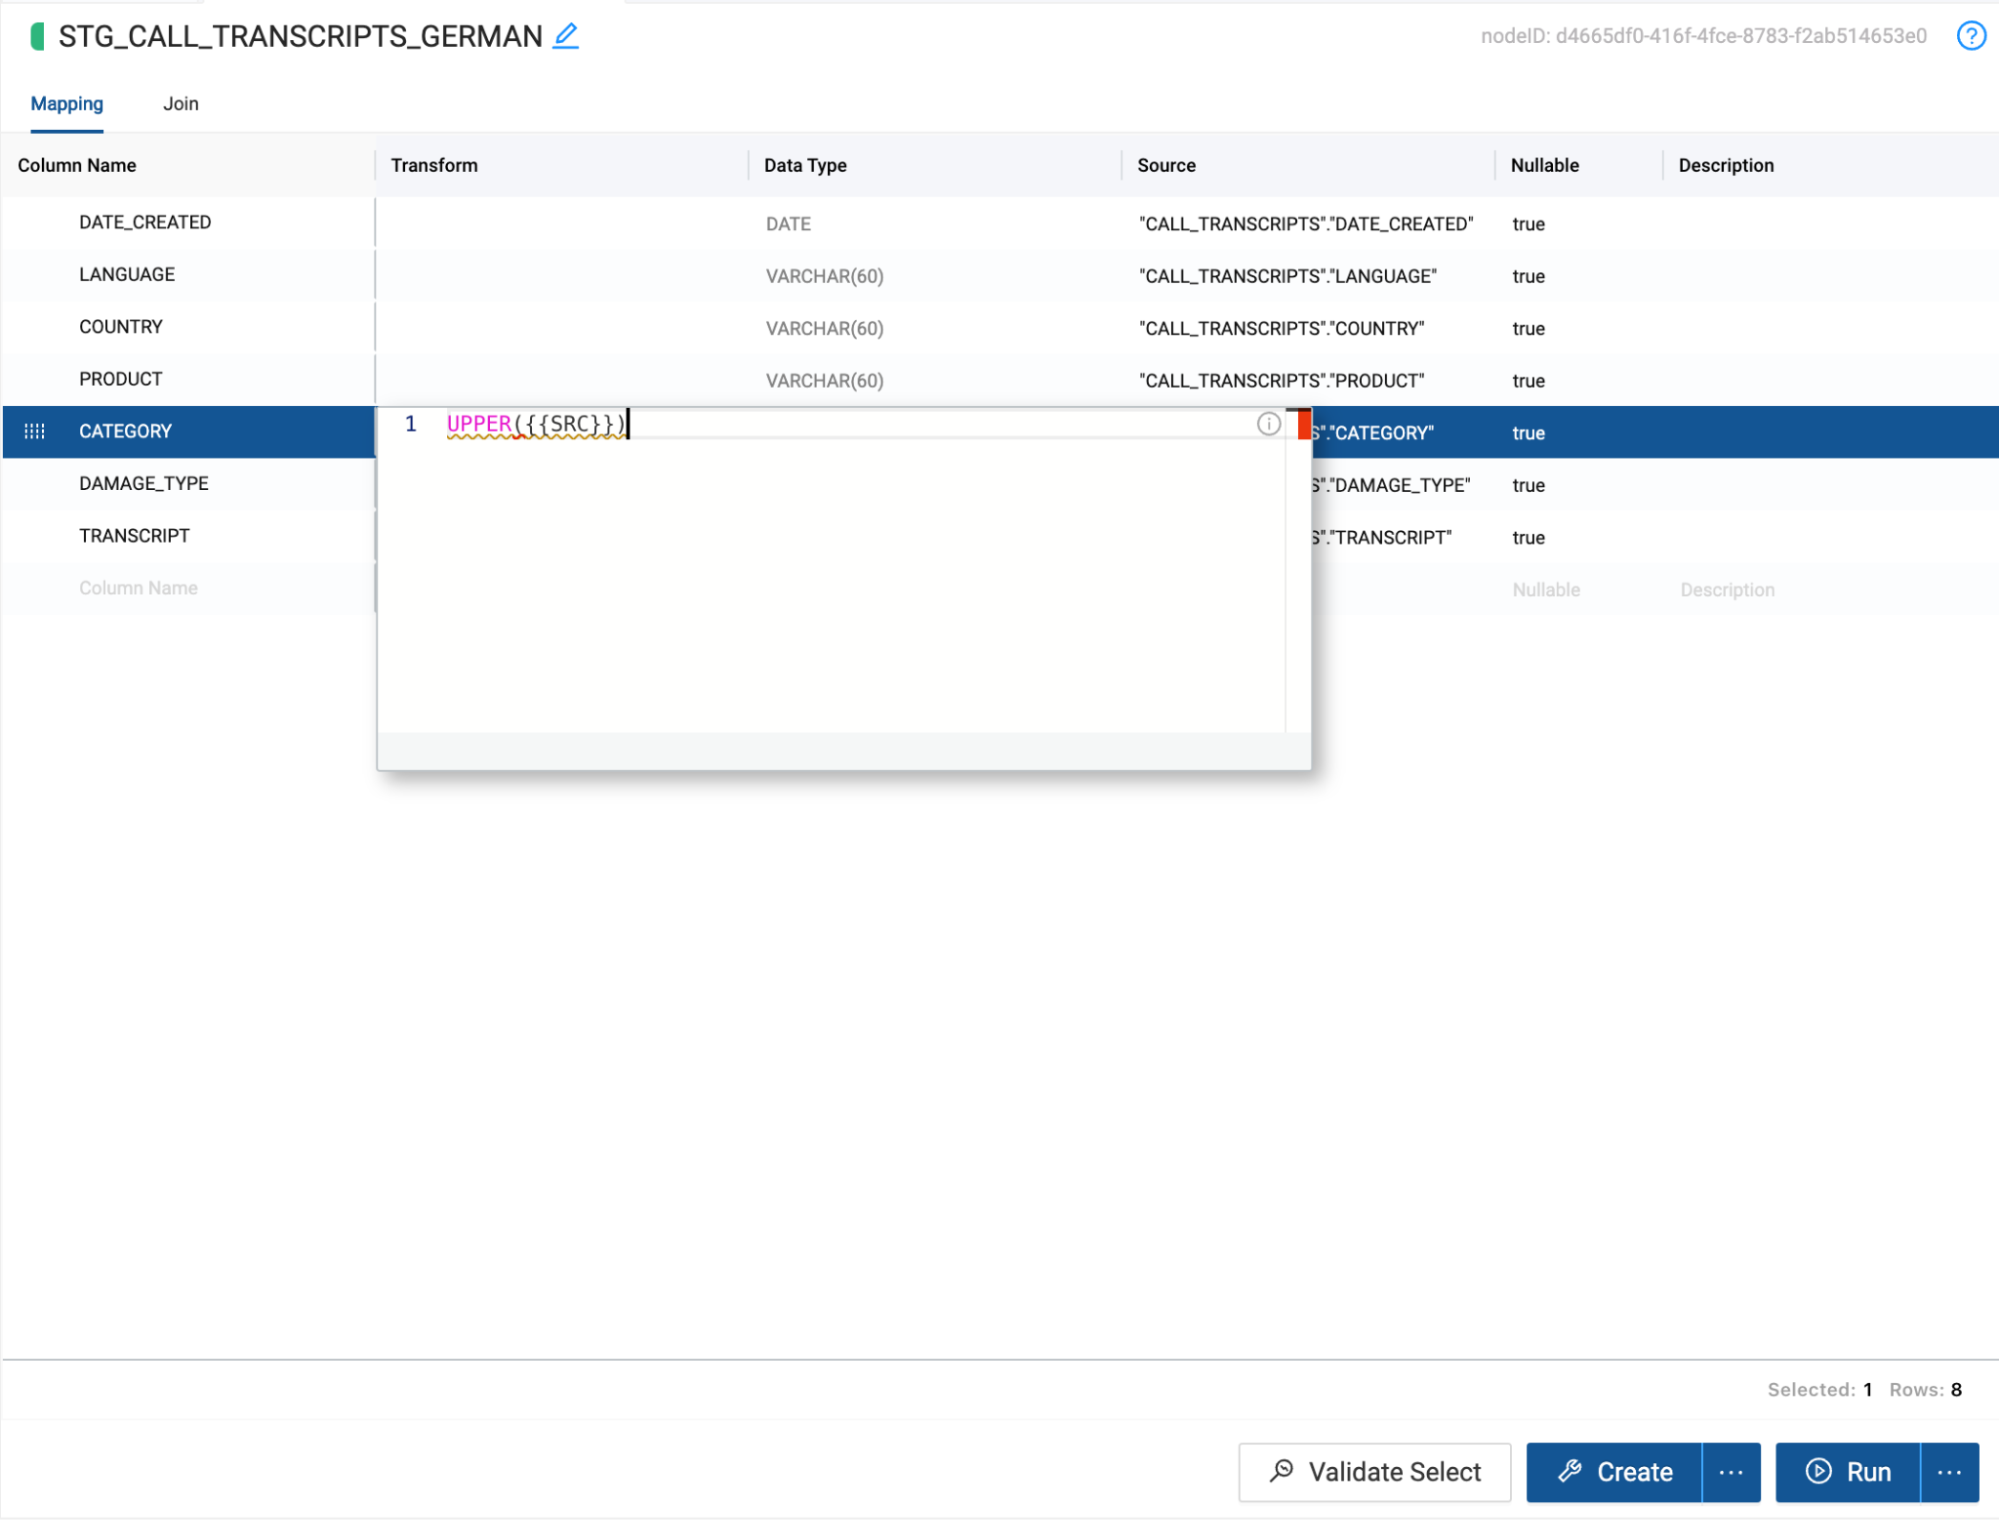 STG_CALL_TRANSCRIPTS_GERMAN
nodeID: d4665df0-416f-4fce-8783-f2ab514653e0 ?
Mapping Join
Column Name Transform Data Type Source Nullable Description
DATE_CREATED DATE "CALL_TRANSCRIPTS"."DATE_CREATED" true
LANGUAGE VARCHAR(60) "CALL_TRANSCRIPTS"."LANGUAGE" true
COUNTRY VARCHAR(60) "CALL_TRANSCRIPTS"."COUNTRY" true
PRODUCT VARCHAR(60) "CALL_TRANSCRIPTS"."PRODUCT" true
CATEGORY 1 UPPER({{SRC}}) S"."CATEGORY" true
DAMAGE_TYPE S"."DAMAGE_TYPE" true
TRANSCRIPT S"."TRANSCRIPT" true
Column Name Nullable Description
Selected: 1 Rows: 8
Validate Select Create ... Run ...